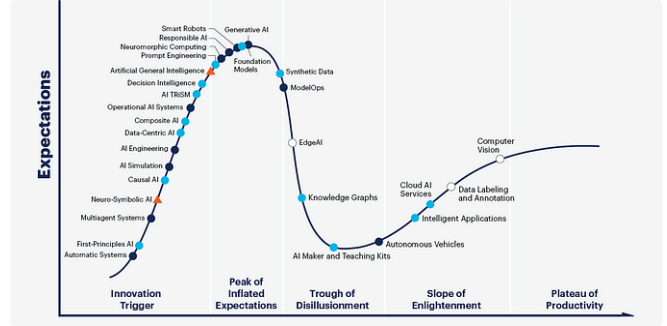 Expectations
Smart Robots
Responsible AI
Neuromorphic Computing
Prompt Engineering
Artificial General Intelligence
Decision Intelligence
AI TRiSM
Operational AI Systems
Composite AI
Data-Centric AI
AI Engineering
AI Simulation
Causal AI
Neuro-Symbolic AI
Multiagent Systems
First-Principles AI
Automatic Systems
Generative AI
Foundation
Models
Synthetic Data
ModelOps
EdgeAI
Knowledge Graphs
AI Maker and Teaching Kits
Autonomous Vehicles
Intelligent Applications
Cloud AI
Services
Data Labeling
and Annotation
Computer
Vision
Innovation
Trigger
Peak of
Inflated
Expectations
Trough of
Disillusionment
Slope of
Enlightenment
Plateau of
Productivity